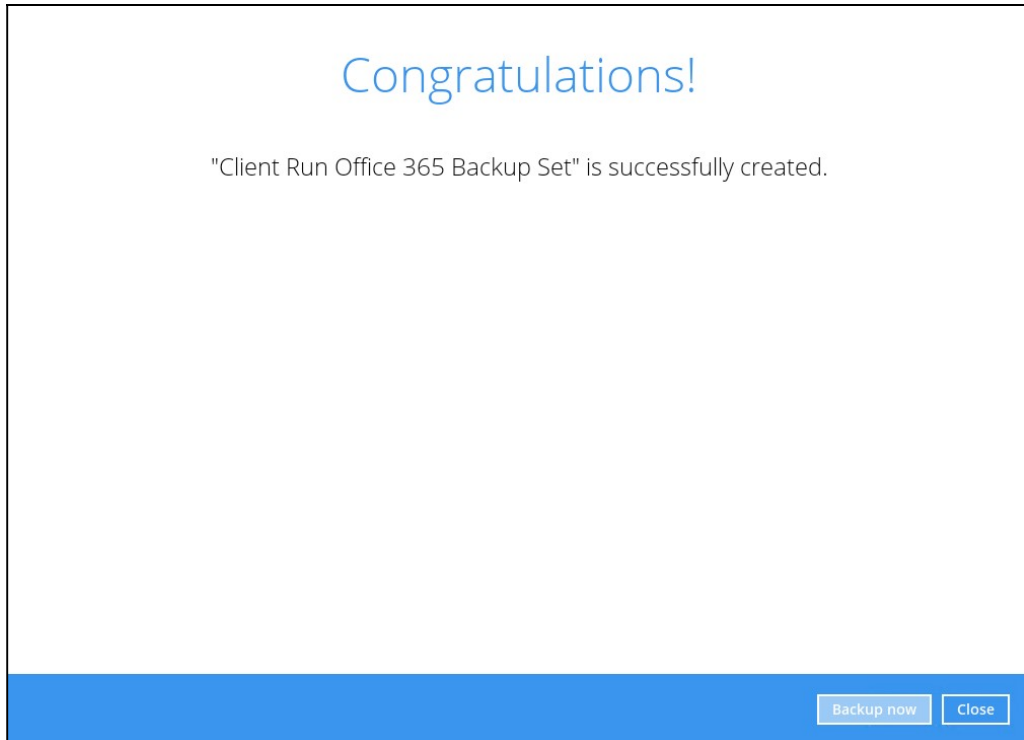 Congratulations!
"Client Run Office 365 Backup Set" is successfully created.
Backup now
Close